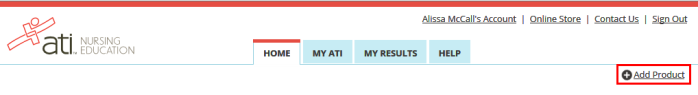 Alissa McCall's Account | Online Store | Contact Us | Sign Out
ati NURSING EDUCATION
HOME MY ATI MY RESULTS HELP
Add Product